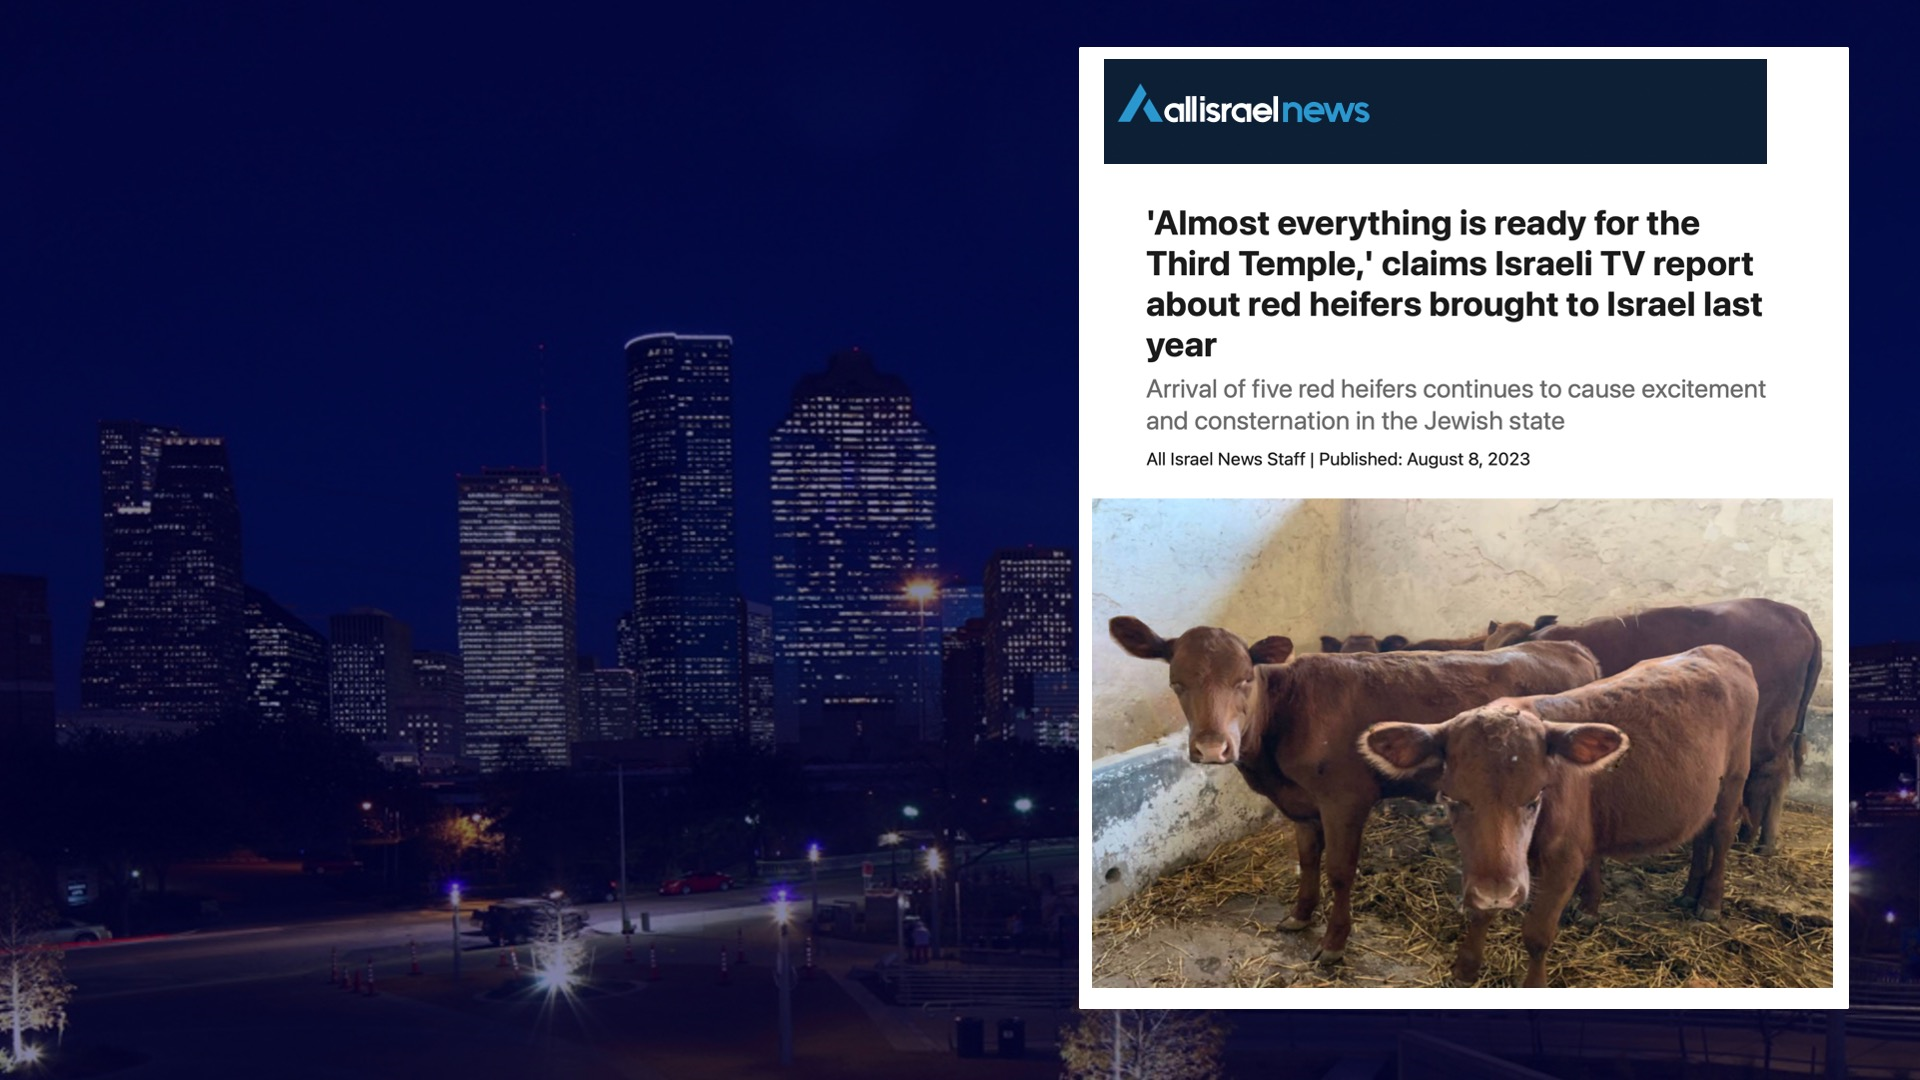 allisraelnews
'Almost everything is ready for the
Third Temple,' claims Israeli TV report
about red heifers brought to Israel last
year
Arrival of five red heifers continues to cause excitement
and consternation in the Jewish state
All Israel News Staff | Published: August 8, 2023